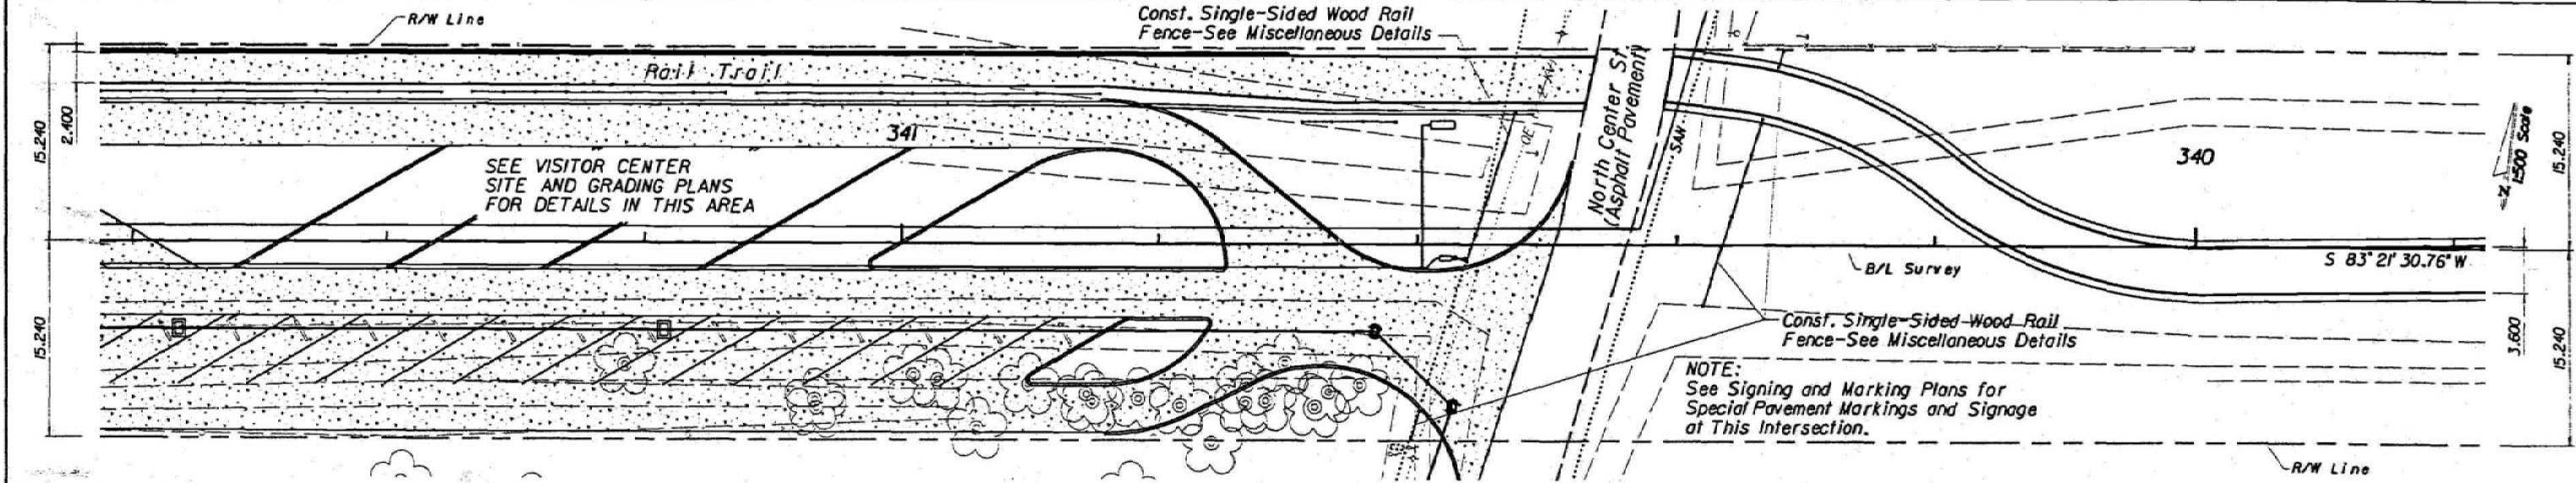 R/W Line
Const. Single-Sided Wood Rail
Fence-See Miscellaneous Details
Rail Trail
15.240
2.400
341
SEE VISITOR CENTER
SITE AND GRADING PLANS
FOR DETAILS IN THIS AREA
North Center St.
(Asphalt Pavement)
SAN
340
1:500 Scale
N
15.240
S 83° 21' 30.76" W
B/L Survey
15.240
Const. Single-Sided Wood Rail
Fence-See Miscellaneous Details
3.600
15.240
NOTE:
See Signing and Marking Plans for
Special Pavement Markings and Signage
at This Intersection.
R/W Line